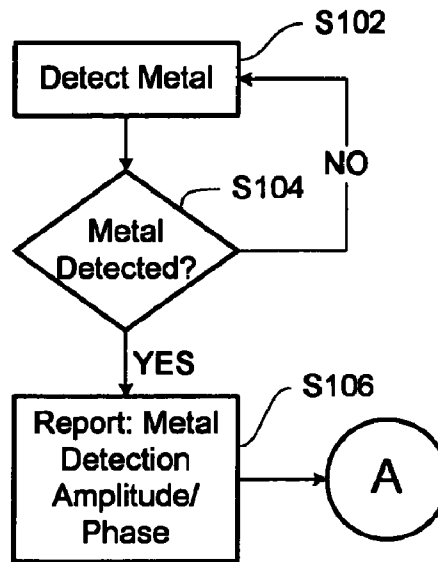 S102
Detect Metal
NO
S104
Metal
Detected?
YES
S106
Report: Metal
Detection
Amplitude/
Phase
A